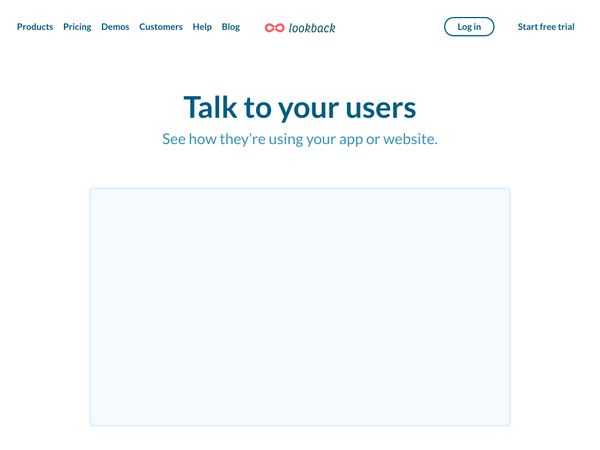 Products Pricing Demos Customers Help Blog lookback Log in Start free trial
Talk to your users
See how they're using your app or website.